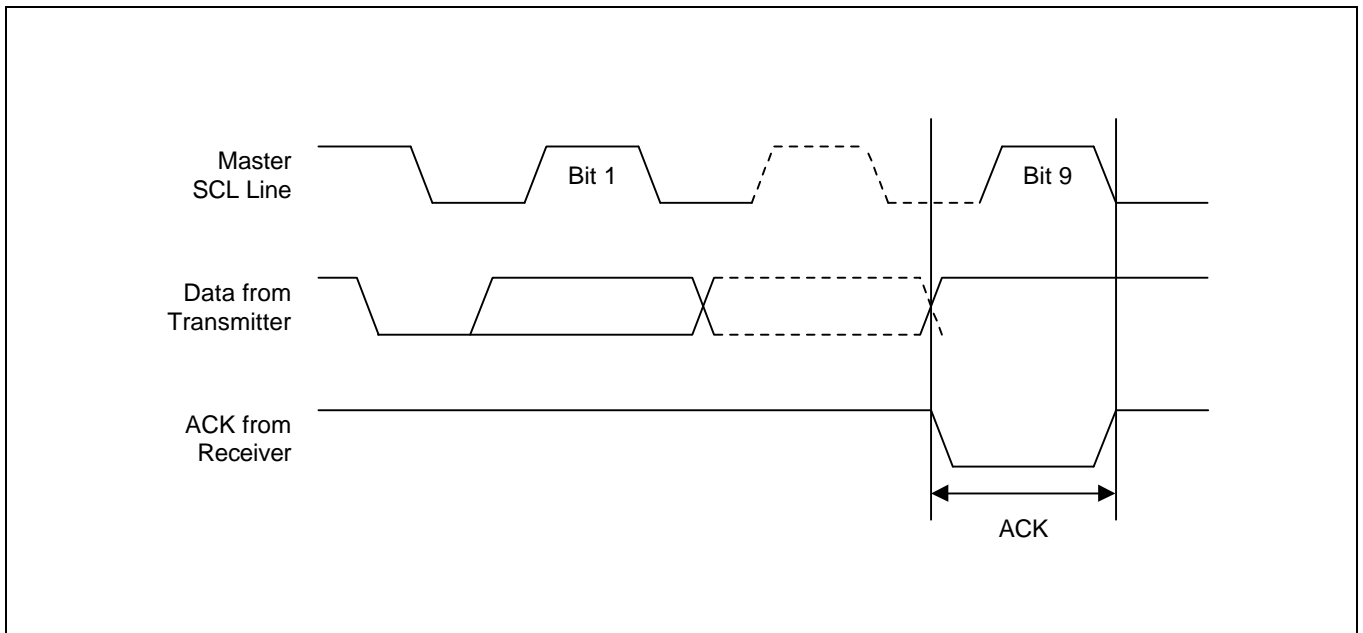 Master
SCL Line
Bit 1
Bit 9
Data from
Transmitter
ACK from
Receiver
ACK